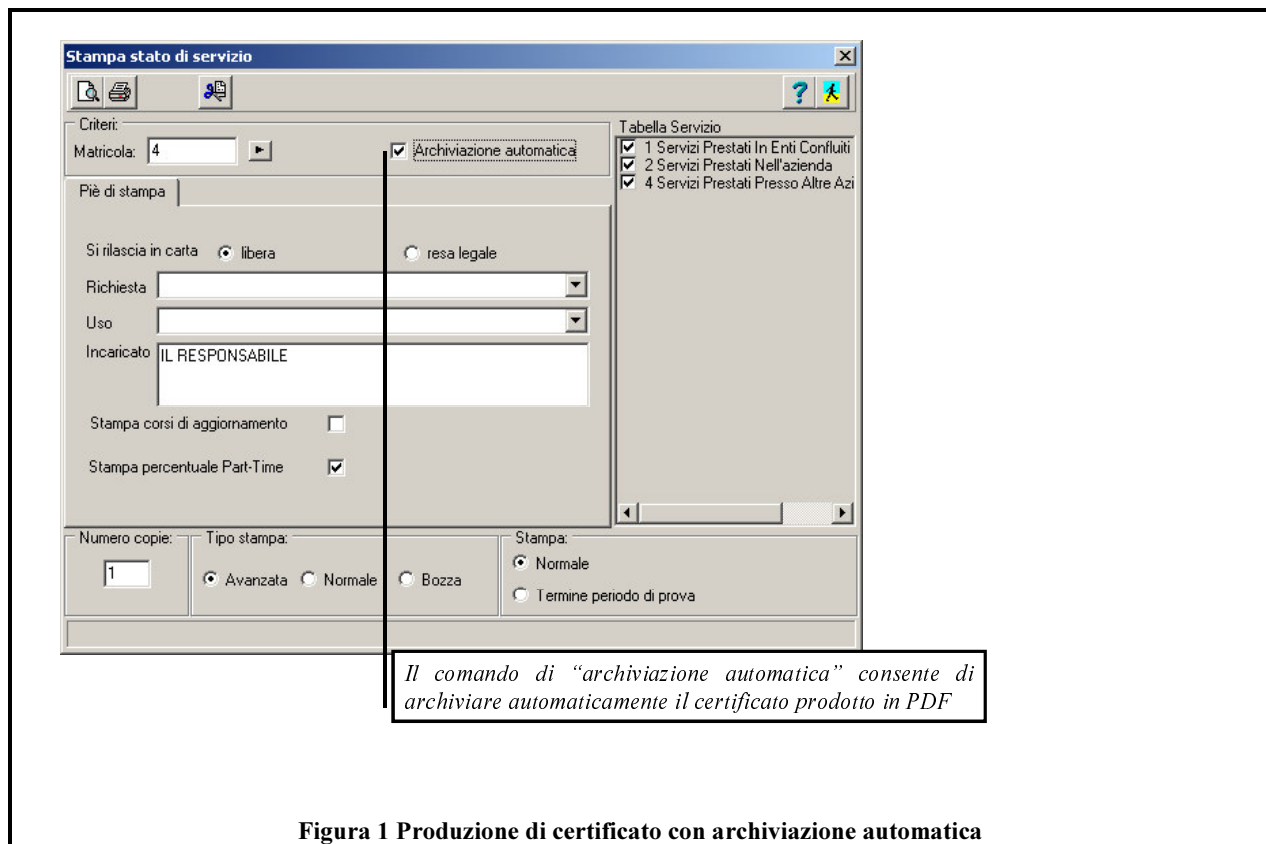 Stampa stato di servizio
Criteri:
Matricola: 4
Archiviazione automatica
Tabella Servizio
1 Servizi Prestati In Enti Confluiti
2 Servizi Prestati Nell'azienda
4 Servizi Prestati Presso Altre Azi
Piè di stampa
Si rilascia in carta libera resa legale
Richiesta
Uso
Incaricato IL RESPONSABILE
Stampa corsi di aggiornamento
Stampa percentuale Part-Time
Numero copie: Tipo stampa: Stampa:
1 Avanzata Normale Bozza
Normale
Termine periodo di prova
Il comando di “archiviazione automatica” consente di
archiviare automaticamente il certificato prodotto in PDF
Figura 1 Produzione di certificato con archiviazione automatica